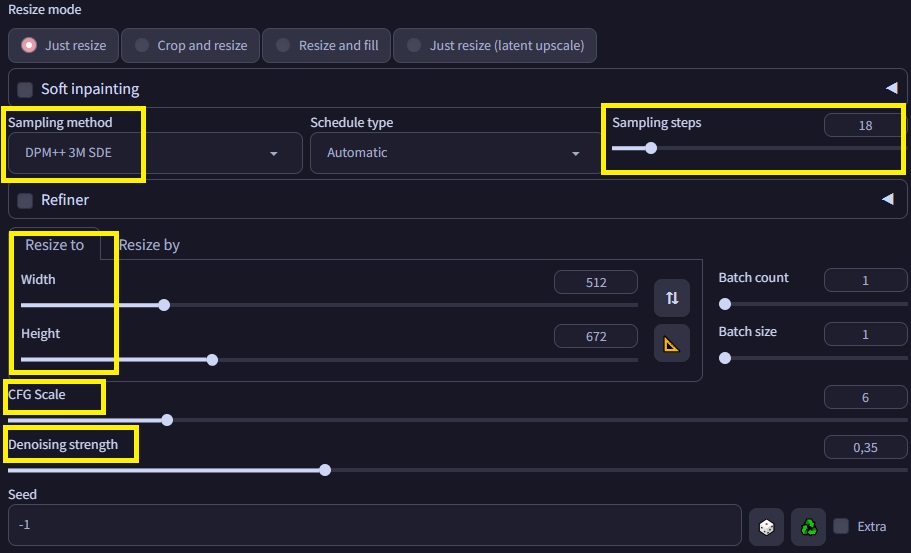 Resize mode
Just resize Crop and resize Resize and fill Just resize (latent upscale)
Soft inpainting
Sampling method Schedule type Sampling steps 18
DPM++ 3M SDE Automatic
Refiner
Resize to Resize by
Width 512 Batch count 1
Height 672 Batch size 1
CFG Scale 6
Denoising strength 0,35
Seed
-1 Extra